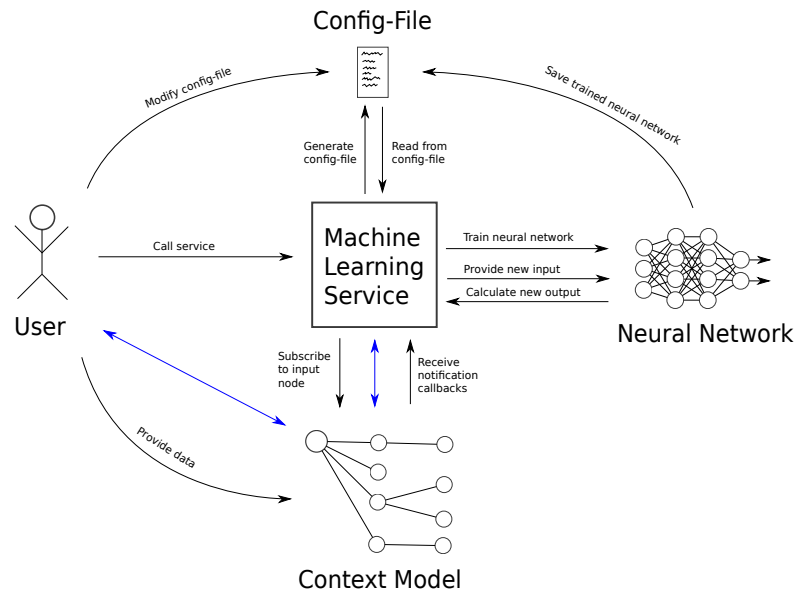 Config-File
Modify config-file
Save trained neural network
Generate
config-file
Read from
config-file
Call service
Machine
Learning
Service
Train neural network
Provide new input
Calculate new output
User
Neural Network
Subscribe
to input
node
Receive
notification
callbacks
Provide data
Context Model